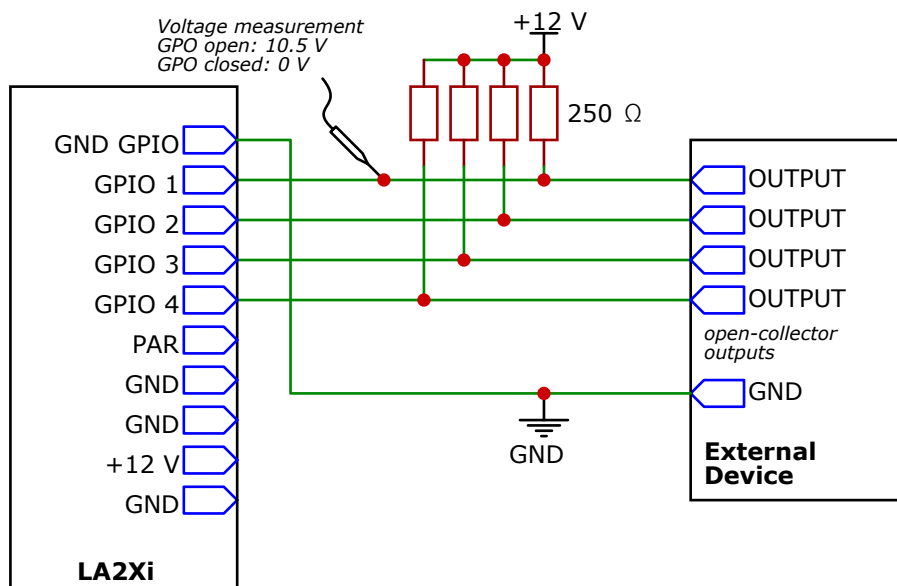 Voltage measurement
GPO open: 10.5 V
GPO closed: 0 V
+12 V
250 Ω
GND GPIO
GPIO 1
GPIO 2
GPIO 3
GPIO 4
PAR
GND
GND
+12 V
GND
LA2Xi
OUTPUT
OUTPUT
OUTPUT
OUTPUT
open-collector
outputs
GND
External
Device
GND